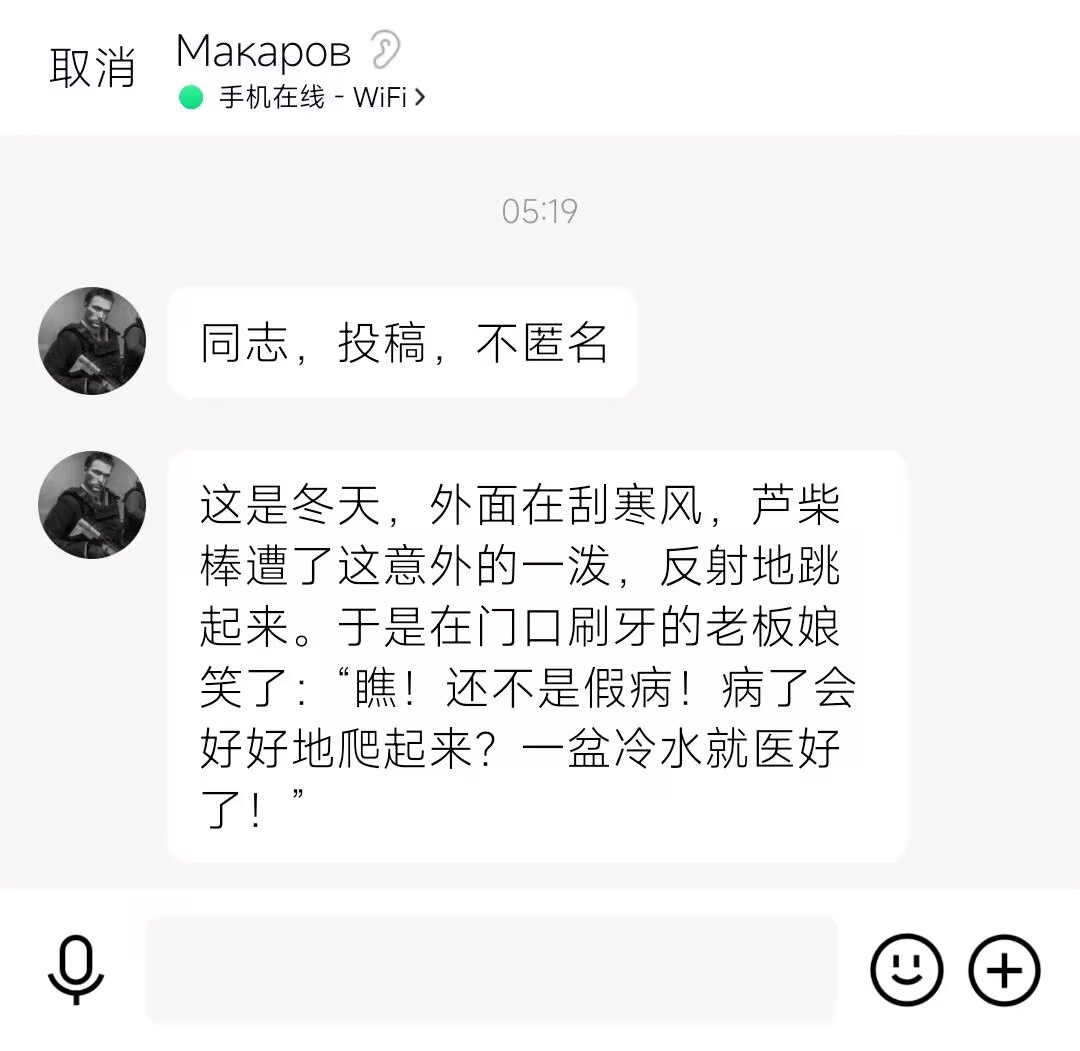 取消
Макаров
手机在线 - WiFi
05:19
同志，投稿，不匿名
这是冬天，外面在刮寒风，芦柴
棒遭了这意外的一泼，反射地跳
起来。于是在门口刷牙的老板娘
笑了：“瞧！还不是假病！病了会
好好地爬起来？一盆冷水就医好
了！”